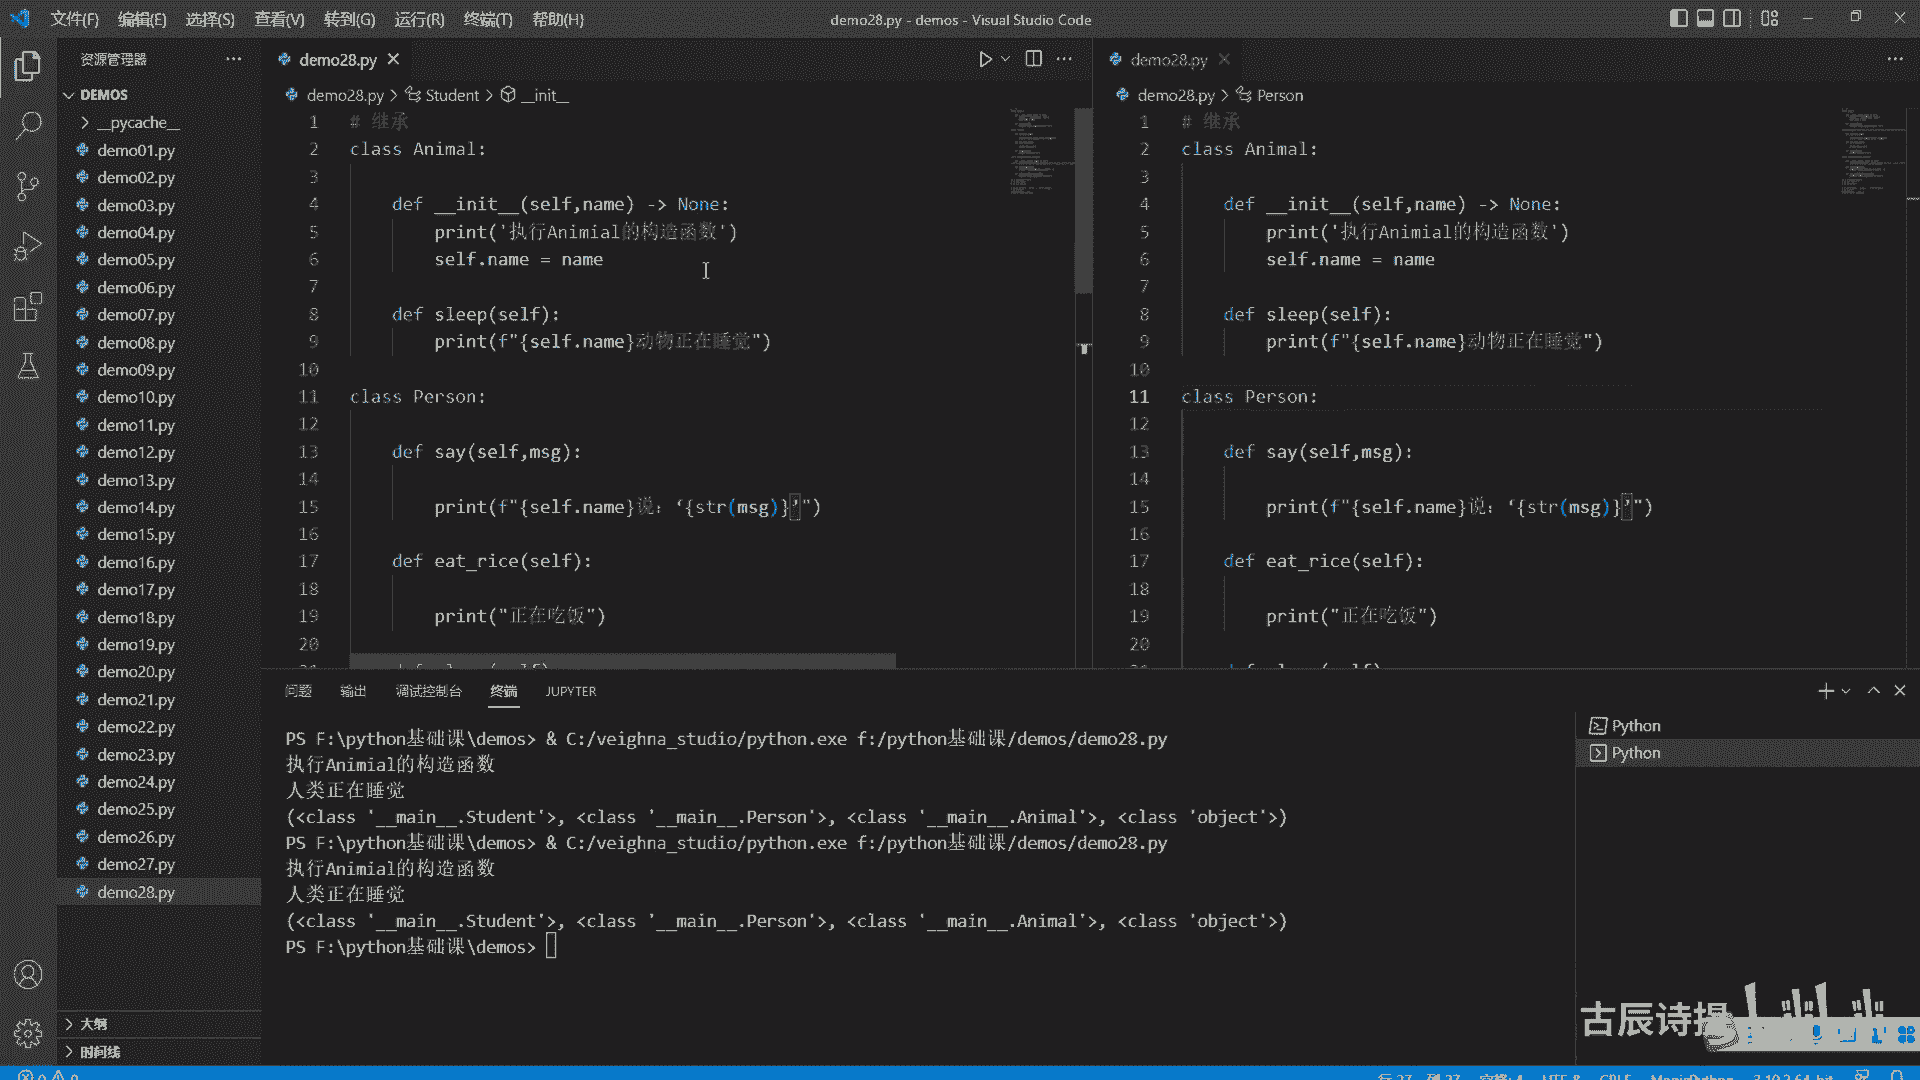 文件(F) 编辑(E) 选择(S) 查看(V) 转到(G) 运行(R) 终端(T) 帮助(H) demo28.py - demos - Visual Studio Code
资源管理器
DEMOS
__pycache__
demo01.py
demo02.py
demo03.py
demo04.py
demo05.py
demo06.py
demo07.py
demo08.py
demo09.py
demo10.py
demo11.py
demo12.py
demo13.py
demo14.py
demo15.py
demo16.py
demo17.py
demo18.py
demo19.py
demo20.py
demo21.py
demo22.py
demo23.py
demo24.py
demo25.py
demo26.py
demo27.py
demo28.py
大纲
时间线
demo28.py
demo28.py > Student > __init__
1 # 继承
2 class Animal:
3
4 def __init__(self,name) -> None:
5 print('执行Animial的构造函数')
6 self.name = name
7
8 def sleep(self):
9 print(f"{self.name}动物正在睡觉")
10
11 class Person:
12
13 def say(self,msg):
14
15 print(f"{self.name}说：‘{str(msg)}’")
16
17 def eat_rice(self):
18
19 print("正在吃饭")
20
demo28.py
demo28.py > Person
1 # 继承
2 class Animal:
3
4 def __init__(self,name) -> None:
5 print('执行Animial的构造函数')
6 self.name = name
7
8 def sleep(self):
9 print(f"{self.name}动物正在睡觉")
10
11 class Person:
12
13 def say(self,msg):
14
15 print(f"{self.name}说：‘{str(msg)}’")
16
17 def eat_rice(self):
18
19 print("正在吃饭")
20
问题 输出 调试控制台 终端 JUPYTER
PS F:\python基础课\demos> & C:/veighna_studio/python.exe f:/python基础课/demos/demo28.py
执行Animial的构造函数
人类正在睡觉
(<class '__main__.Student'>, <class '__main__.Person'>, <class '__main__.Animal'>, <class 'object'>)
PS F:\python基础课\demos> & C:/veighna_studio/python.exe f:/python基础课/demos/demo28.py
执行Animial的构造函数
人类正在睡觉
(<class '__main__.Student'>, <class '__main__.Person'>, <class '__main__.Animal'>, <class 'object'>)
PS F:\python基础课\demos>
Python
Python
古辰诗提